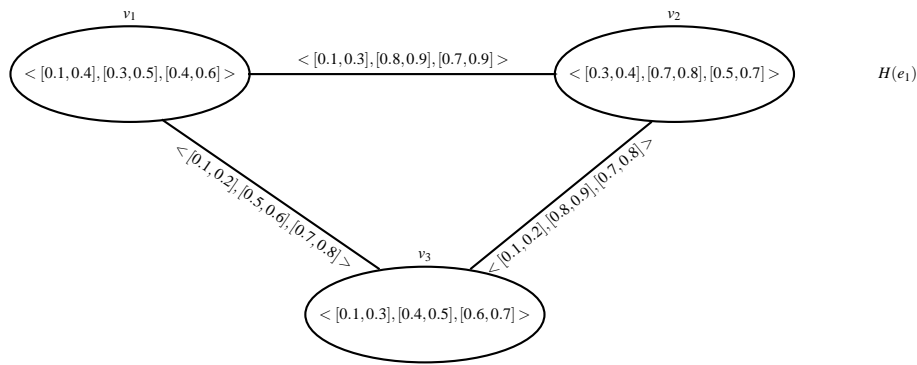 v₁
v₂
< [0.1,0.4],[0.3,0.5],[0.4,0.6] >
< [0.1,0.3],[0.8,0.9],[0.7,0.9] >
< [0.3,0.4],[0.7,0.8],[0.5,0.7] >
H(e₁)
< [0.1,0.2],[0.5,0.6],[0.7,0.8] >
< [0.1,0.2],[0.8,0.9],[0.7,0.8] >
v₃
< [0.1,0.3],[0.4,0.5],[0.6,0.7] >